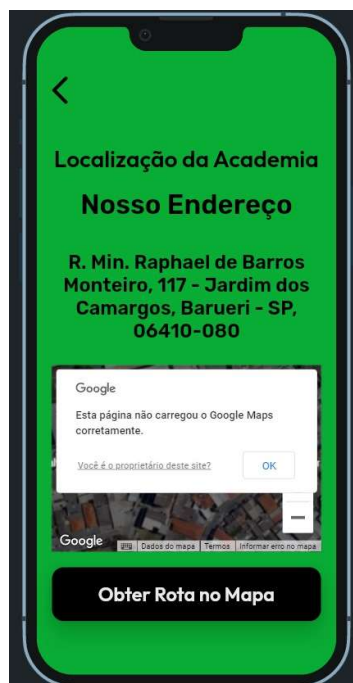 Localização da Academia
Nosso Endereço
R. Min. Raphael de Barros
Monteiro, 117 - Jardim dos
Camargos, Barueri - SP,
06410-080
Google
Esta página não carregou o Google Maps
corretamente.
Você é o proprietário deste site? OK
Google Dados do mapa Termos Informar erro no mapa
Obter Rota no Mapa